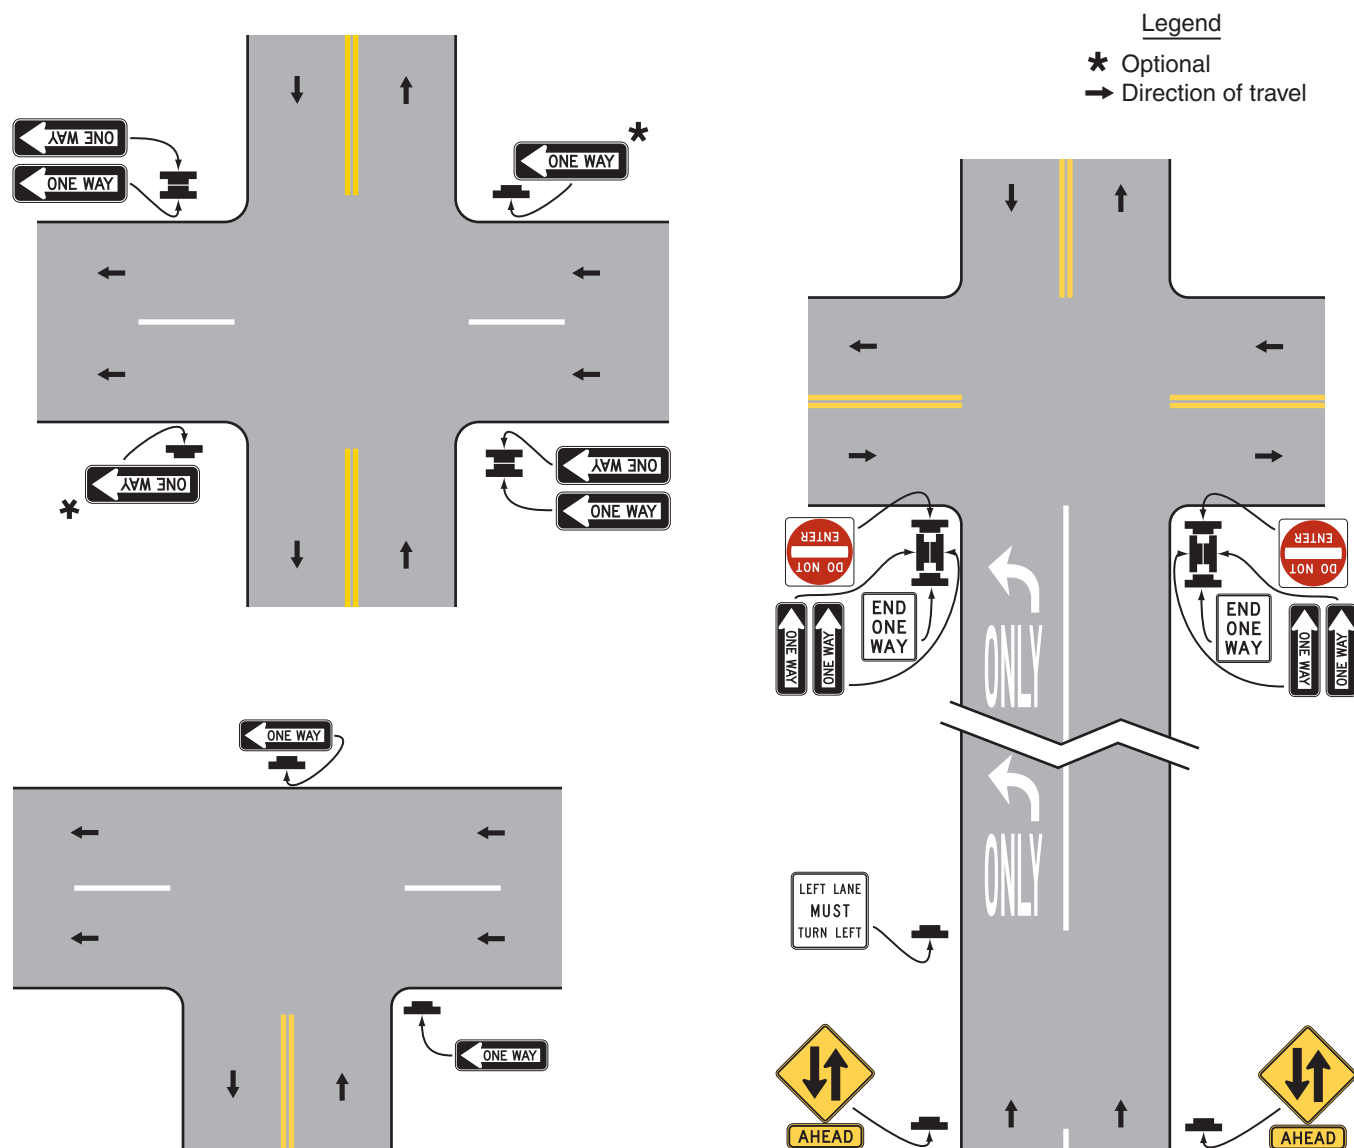 Legend
* Optional
Direction of travel
ONE WAY
ONE WAY
ONE WAY
*
ONE WAY
*
ONE WAY
ONE WAY
ONE WAY
ONE WAY
DO NOT
ENTER
ONE WAY
ONE WAY
END
ONE
WAY
ONLY
DO NOT
ENTER
END
ONE
WAY
ONE WAY
ONE WAY
ONLY
LEFT LANE
MUST
TURN LEFT
AHEAD
AHEAD